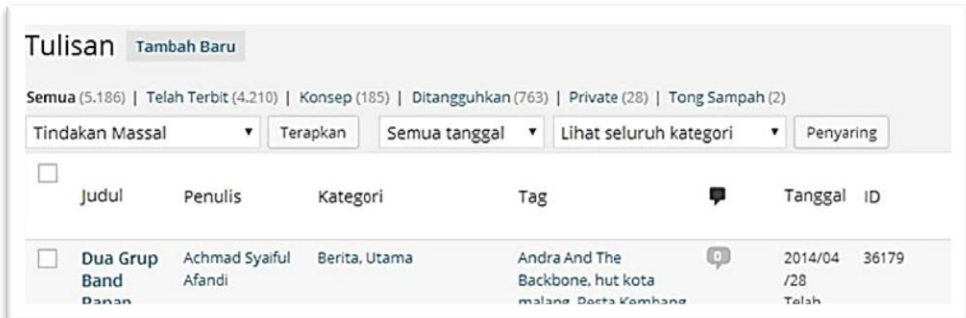 Tulisan Tambah Baru
Semua (5.186) | Telah Terbit (4.210) | Konsep (185) | Ditangguhkan (763) | Private (28) | Tong Sampah (2)
Tindakan Massal Terapkan Semua tanggal Lihat seluruh kategori Penyaring
Judul Penulis Kategori Tag Tanggal ID
Dua Grup Achmad Syaiful Berita, Utama Andra And The 0 2014/04 36179
Band Afandi Backbone, hut kota /28
Papan malang, Pesta Kembang Telah